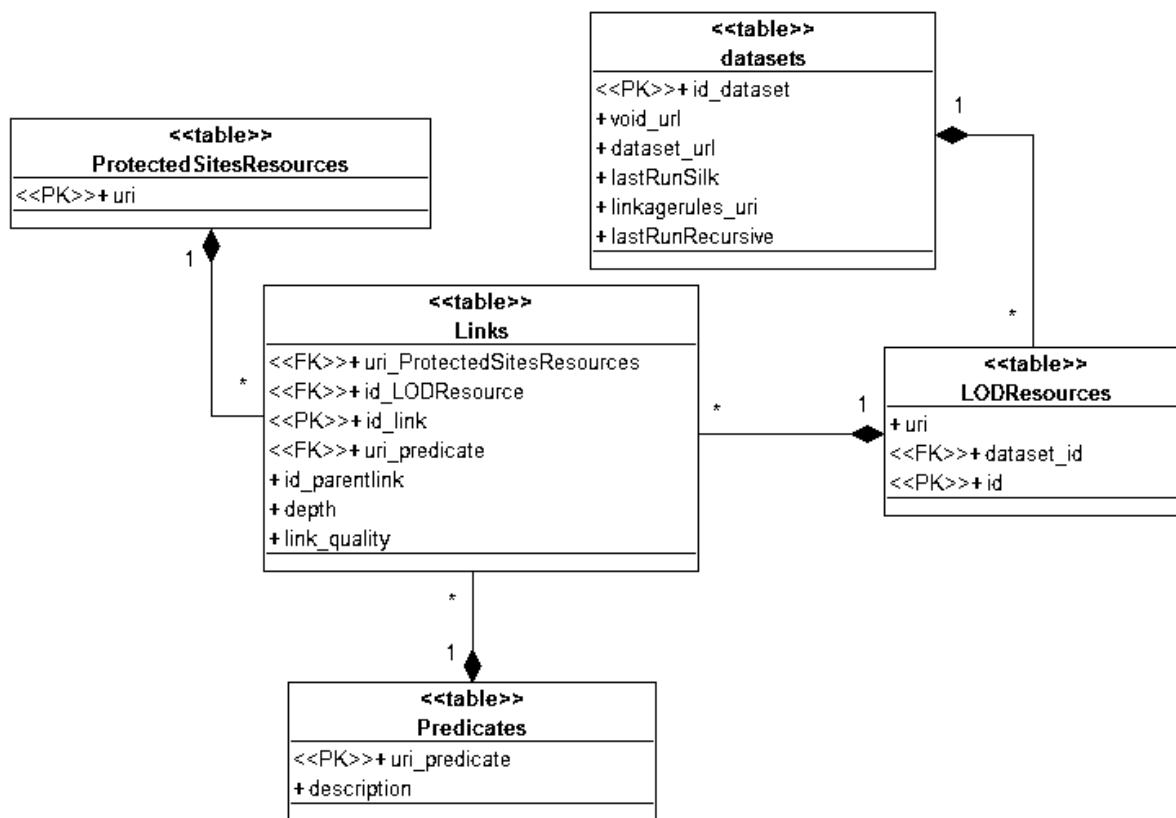 <<table>>
datasets
<<PK>>+ id_dataset
+ void_url
+ dataset_url
+ lastRunSilk
+ linkagerules_uri
+ lastRunRecursive
1
*
<<table>>
ProtectedSitesResources
<<PK>>+ uri
1
*
<<table>>
Links
<<FK>>+ uri_ProtectedSitesResources
<<FK>>+ id_LODResource
<<PK>>+ id_link
<<FK>>+ uri_predicate
+ id_parentlink
+ depth
+ link_quality
*
1
<<table>>
LODResources
+ uri
<<FK>>+ dataset_id
<<PK>>+ id
*
1
<<table>>
Predicates
<<PK>>+ uri_predicate
+ description